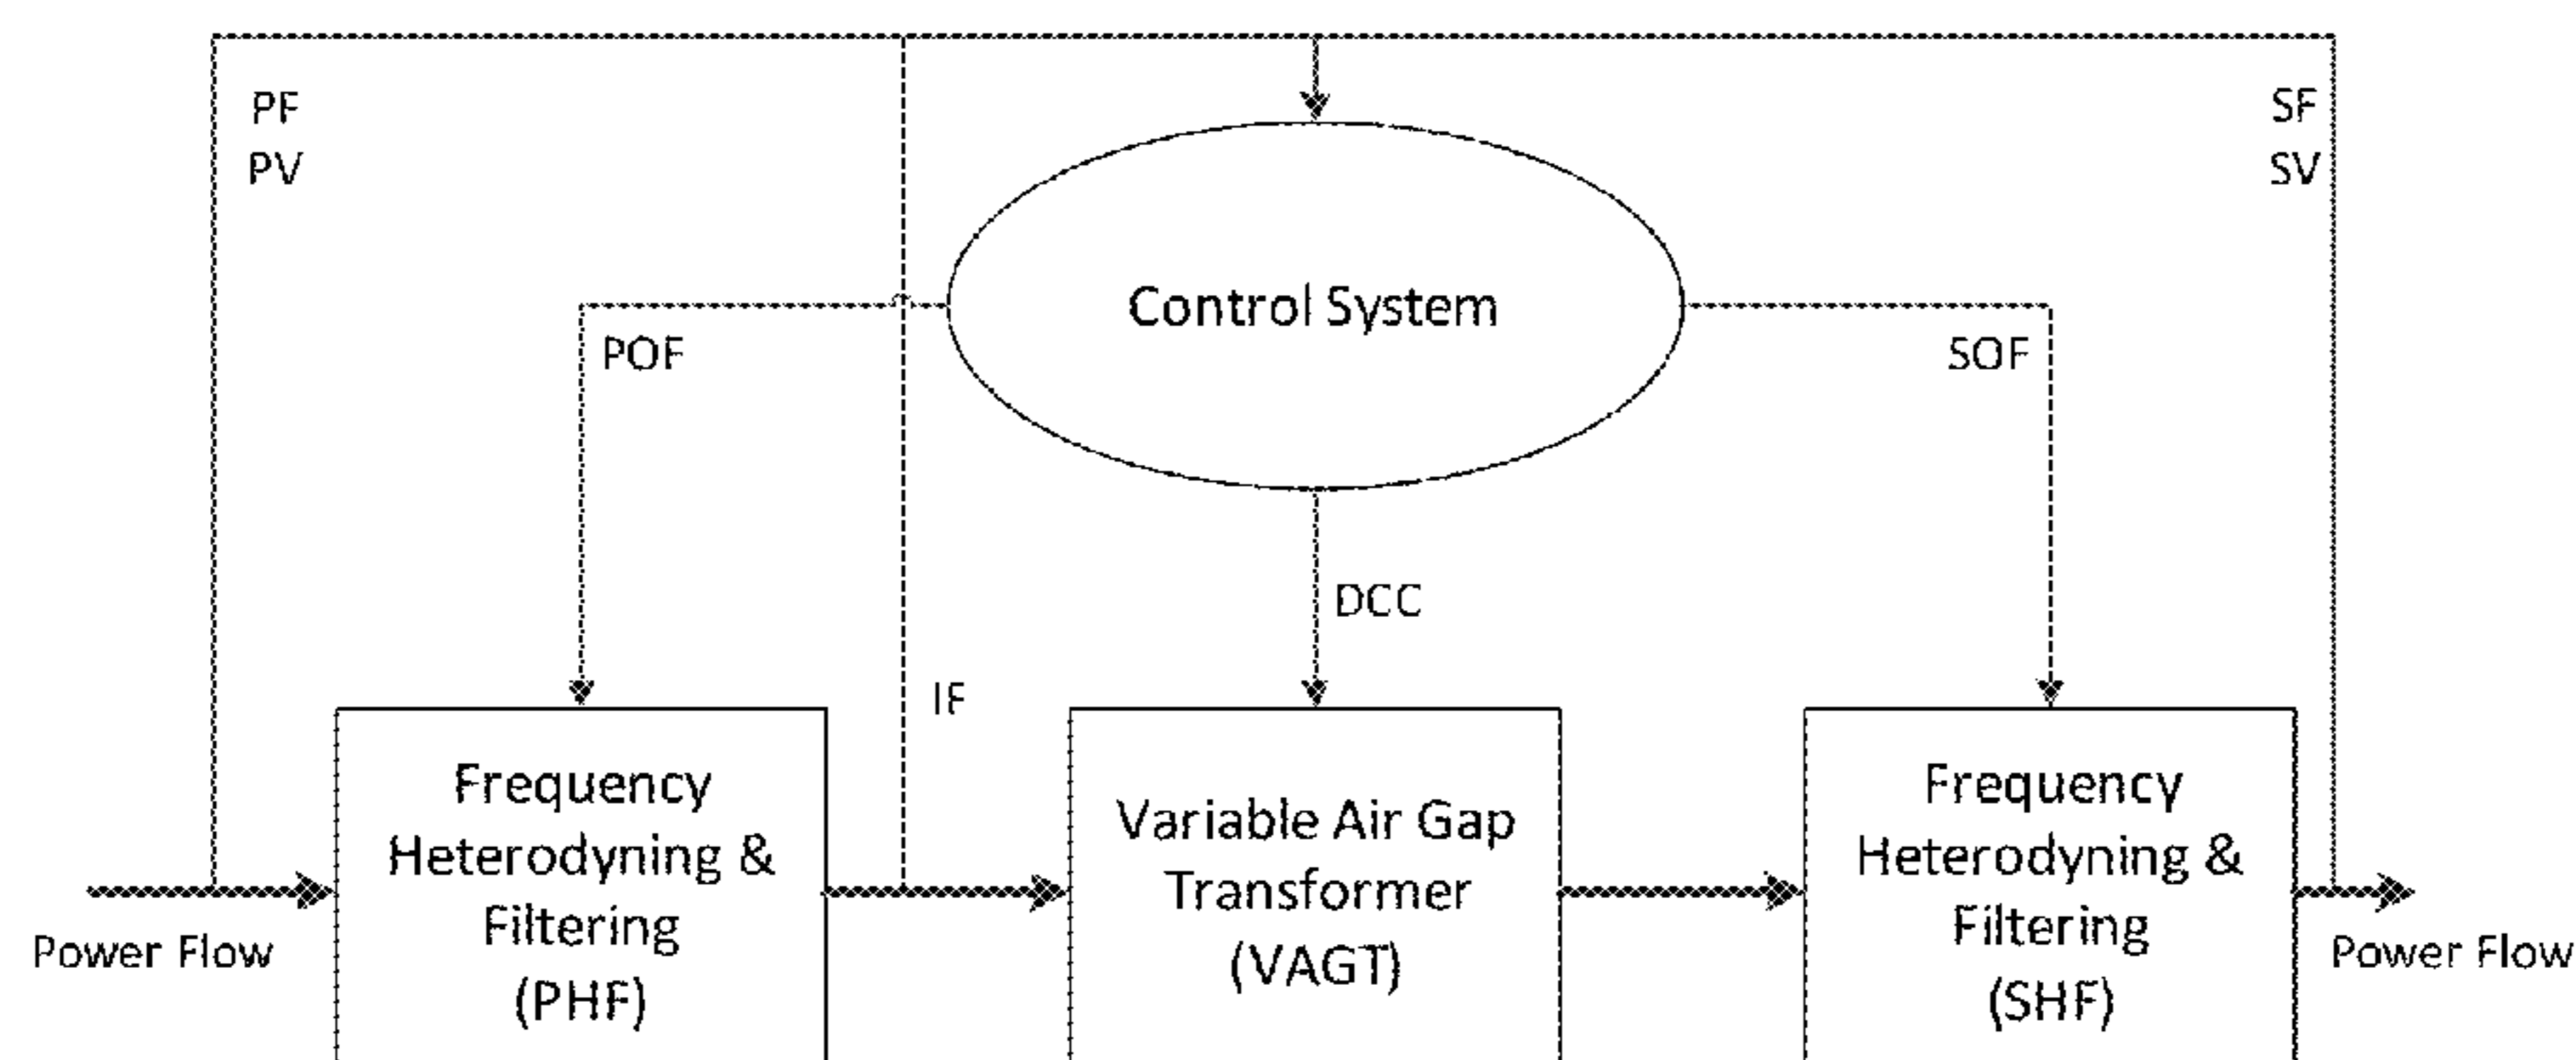 PF
PV
SF
SV
Control System
POF
SOF
DCC
IF
Frequency
Heterodyning &
Filtering
(PHF)
Variable Air Gap
Transformer
(VAGT)
Frequency
Heterodyning &
Filtering
(SHF)
Power Flow
Power Flow